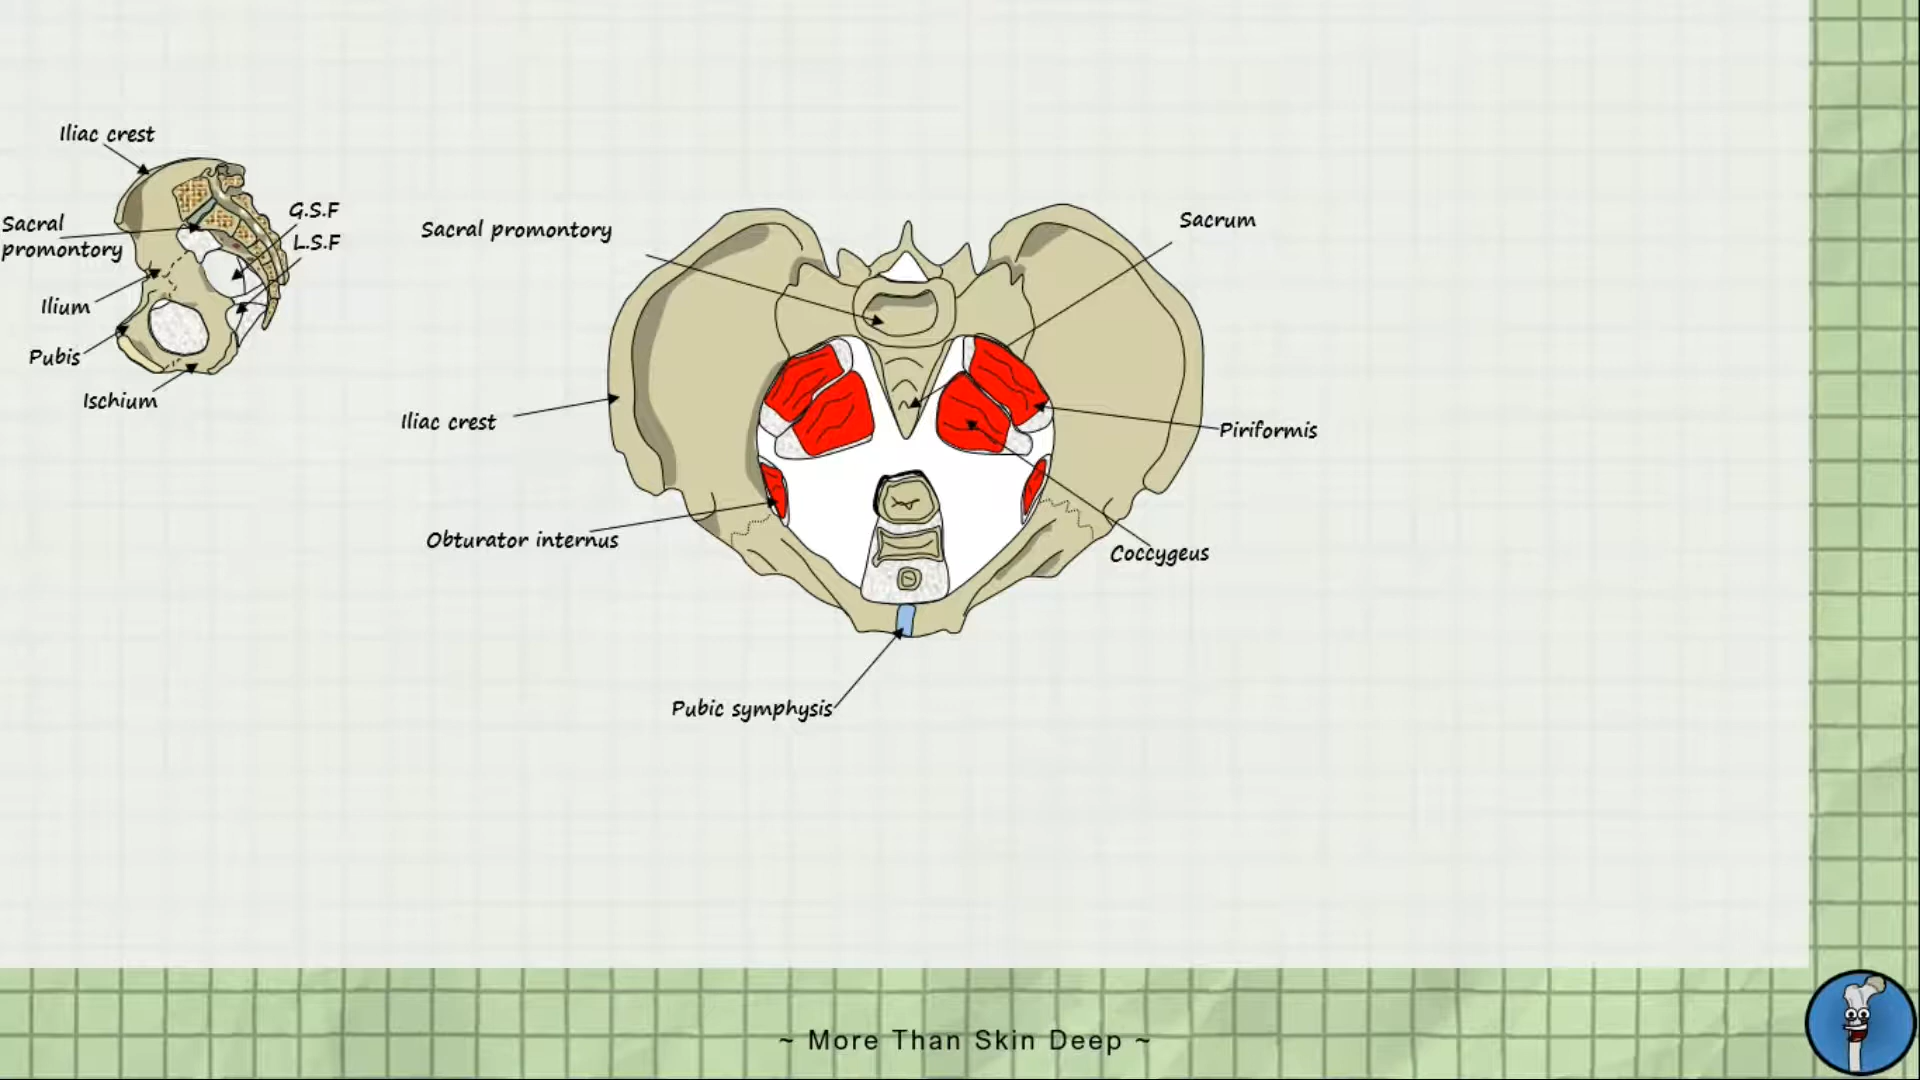 Iliac crest
G.S.F
Sacral
promontory
L.S.F
Ilium
Pubis
Ischium
Sacral promontory
Sacrum
Iliac crest
Piriformis
Obturator internus
Coccygeus
Pubic symphysis
~ More Than Skin Deep ~